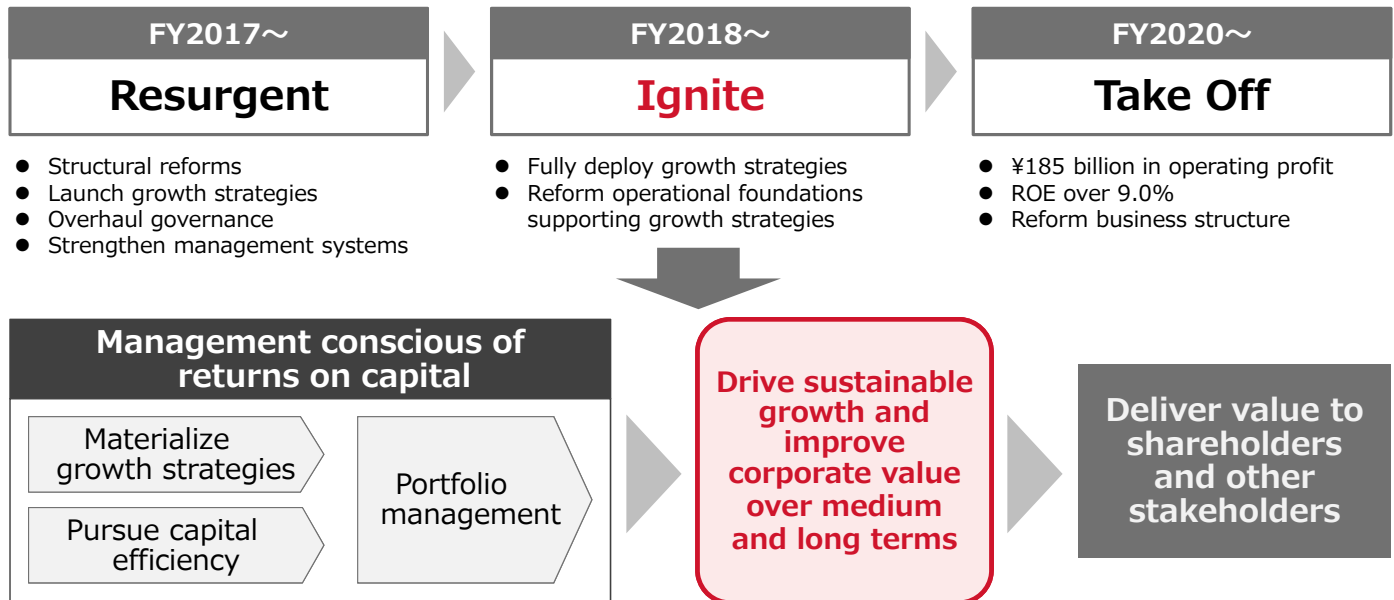 FY2017～
Resurgent
● Structural reforms
● Launch growth strategies
● Overhaul governance
● Strengthen management systems
FY2018～
Ignite
● Fully deploy growth strategies
● Reform operational foundations
supporting growth strategies
FY2020～
Take Off
● ¥185 billion in operating profit
● ROE over 9.0%
● Reform business structure
Management conscious of
returns on capital
Materialize
growth strategies
Pursue capital
efficiency
Portfolio
management
Drive sustainable
growth and
improve
corporate value
over medium
and long terms
Deliver value to
shareholders
and other
stakeholders